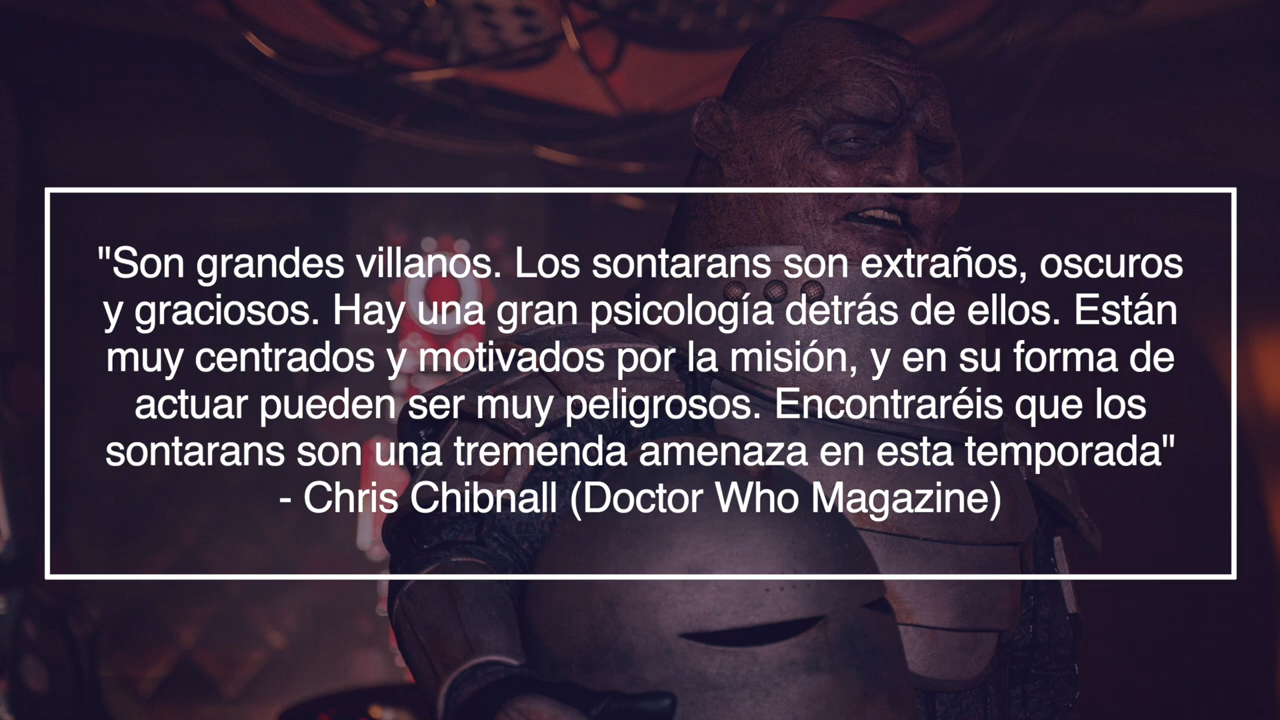 "Son grandes villanos. Los sontarans son extraños, oscuros
y graciosos. Hay una gran psicología detrás de ellos. Están
muy centrados y motivados por la misión, y en su forma de
actuar pueden ser muy peligrosos. Encontraréis que los
sontarans son una tremenda amenaza en esta temporada"
- Chris Chibnall (Doctor Who Magazine)